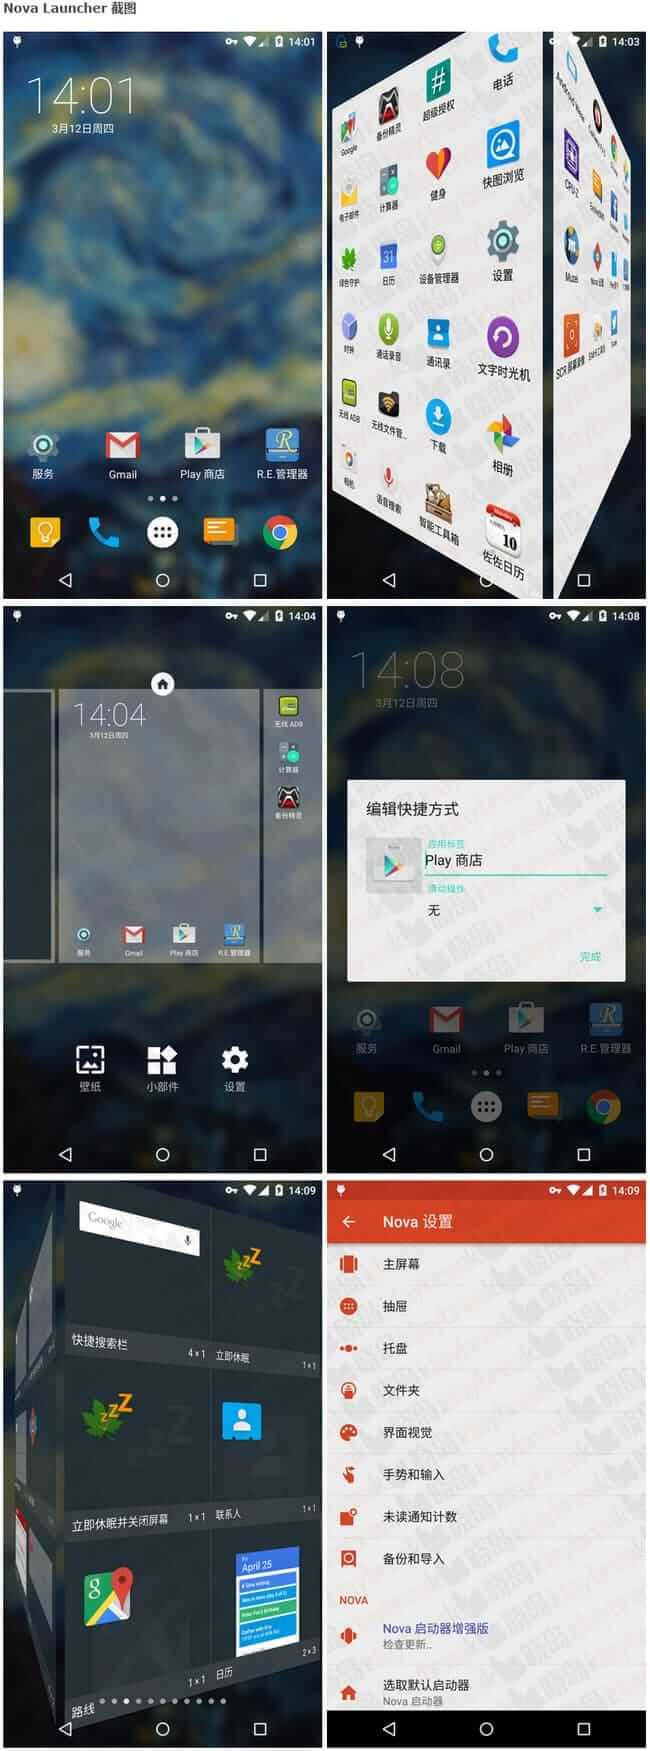 Nova Launcher 截图
14:01
14:01
3月12日周四
服务
Gmail
Play 商店
R.E.管理器
14:03
Google
备份精灵
超级授权
电话
电子邮件
计算器
健身
快图浏览
绿色守护
日历
设备管理器
设置
时钟
通话录音
通讯录
文字时光机
无线 ADB
无线文件管...
下载
相册
相机
语音搜索
智能工具箱
佐佐日历
CPU-Z
Muzei
SCR 屏幕录像
14:04
14:04
3月12日周四
无线 ADB
计算器
备份精灵
服务
Gmail
Play 商店
R.E.管理器
壁纸
小部件
设置
14:08
14:08
3月12日周四
编辑快捷方式
应用标签
Play 商店
滑动操作
无
完成
服务
Gmail
Play 商店
R.E.管理器
14:09
Google
快捷搜索栏
4×1
立即休眠
1×1
立即休眠并关闭屏幕
1×1
联系人
1×1
April 25
路线
1×1
日历
2×3
14:09
Nova 设置
主屏幕
抽屉
托盘
文件夹
界面视觉
手势和输入
未读通知计数
备份和导入
NOVA
Nova 启动器增强版
检查更新..
选取默认启动器
Nova 启动器